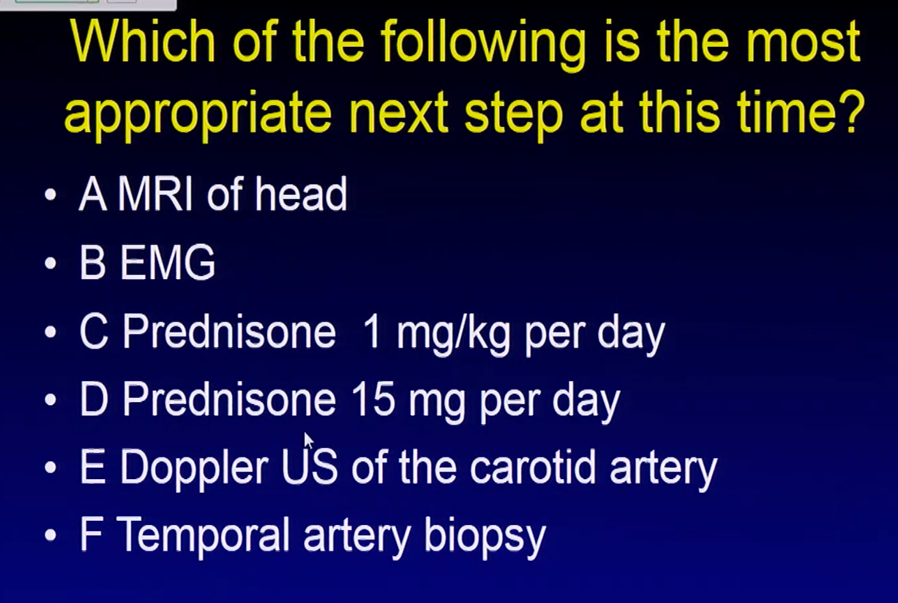 Which of the following is the most
appropriate next step at this time?
• A MRI of head
• B EMG
• C Prednisone 1 mg/kg per day
• D Prednisone 15 mg per day
• E Doppler US of the carotid artery
• F Temporal artery biopsy